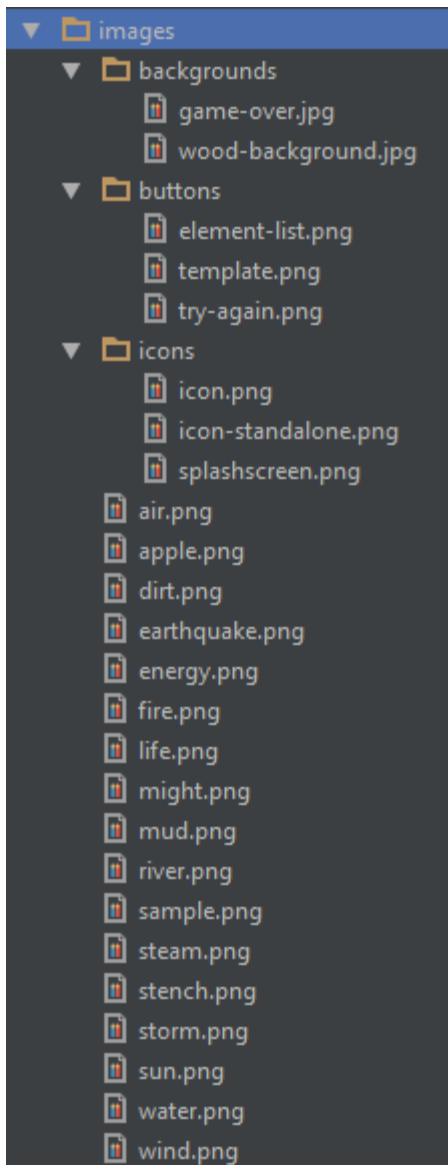 images
backgrounds
game-over.jpg
wood-background.jpg
buttons
element-list.png
template.png
try-again.png
icons
icon.png
icon-standalone.png
splashscreen.png
air.png
apple.png
dirt.png
earthquake.png
energy.png
fire.png
life.png
might.png
mud.png
river.png
sample.png
steam.png
stench.png
storm.png
sun.png
water.png
wind.png